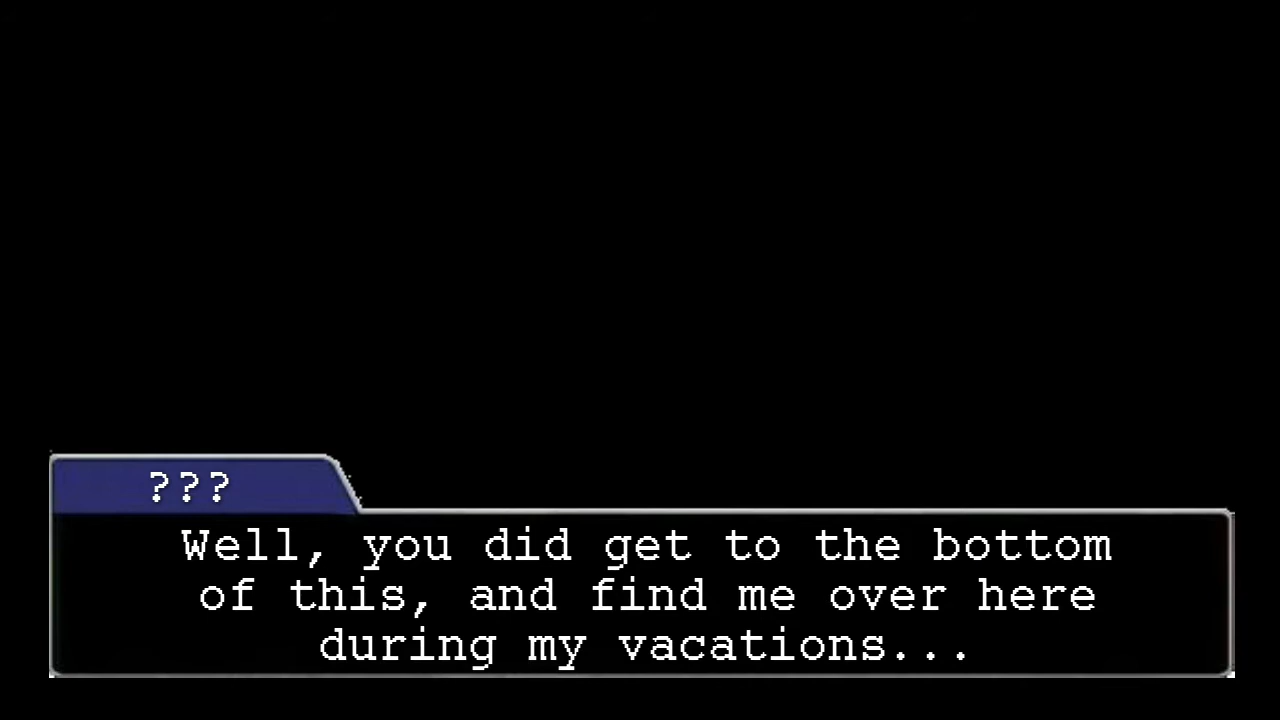 ???
Well, you did get to the bottom
of this, and find me over here
during my vacations...